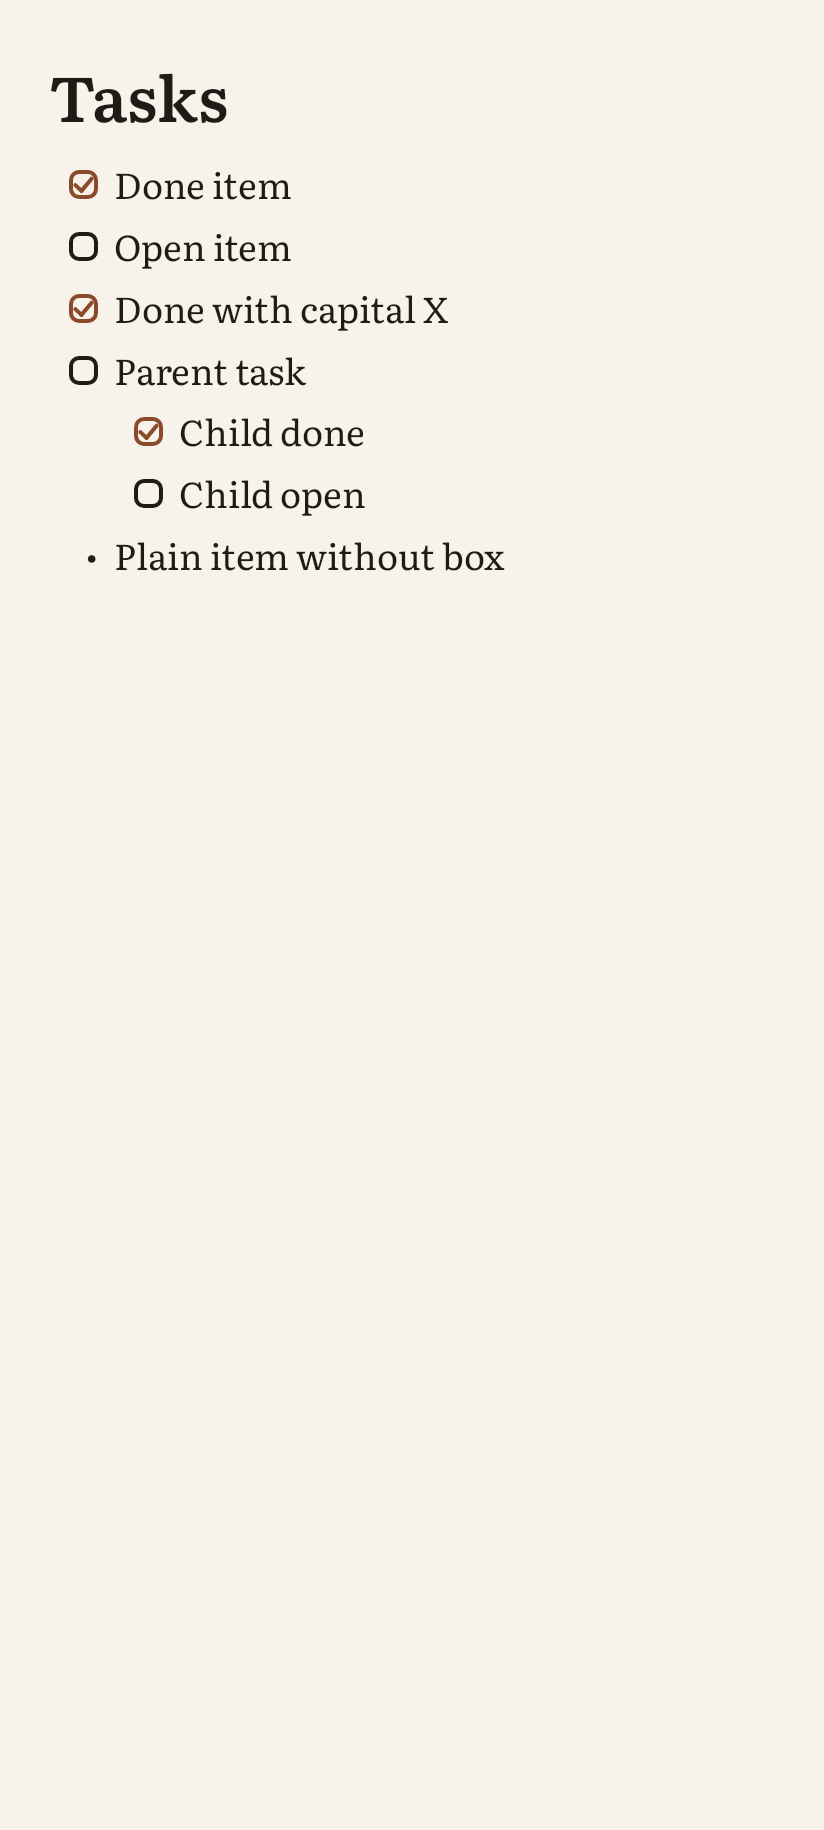 Tasks
Done item
Open item
Done with capital X
Parent task
Child done
Child open
• Plain item without box